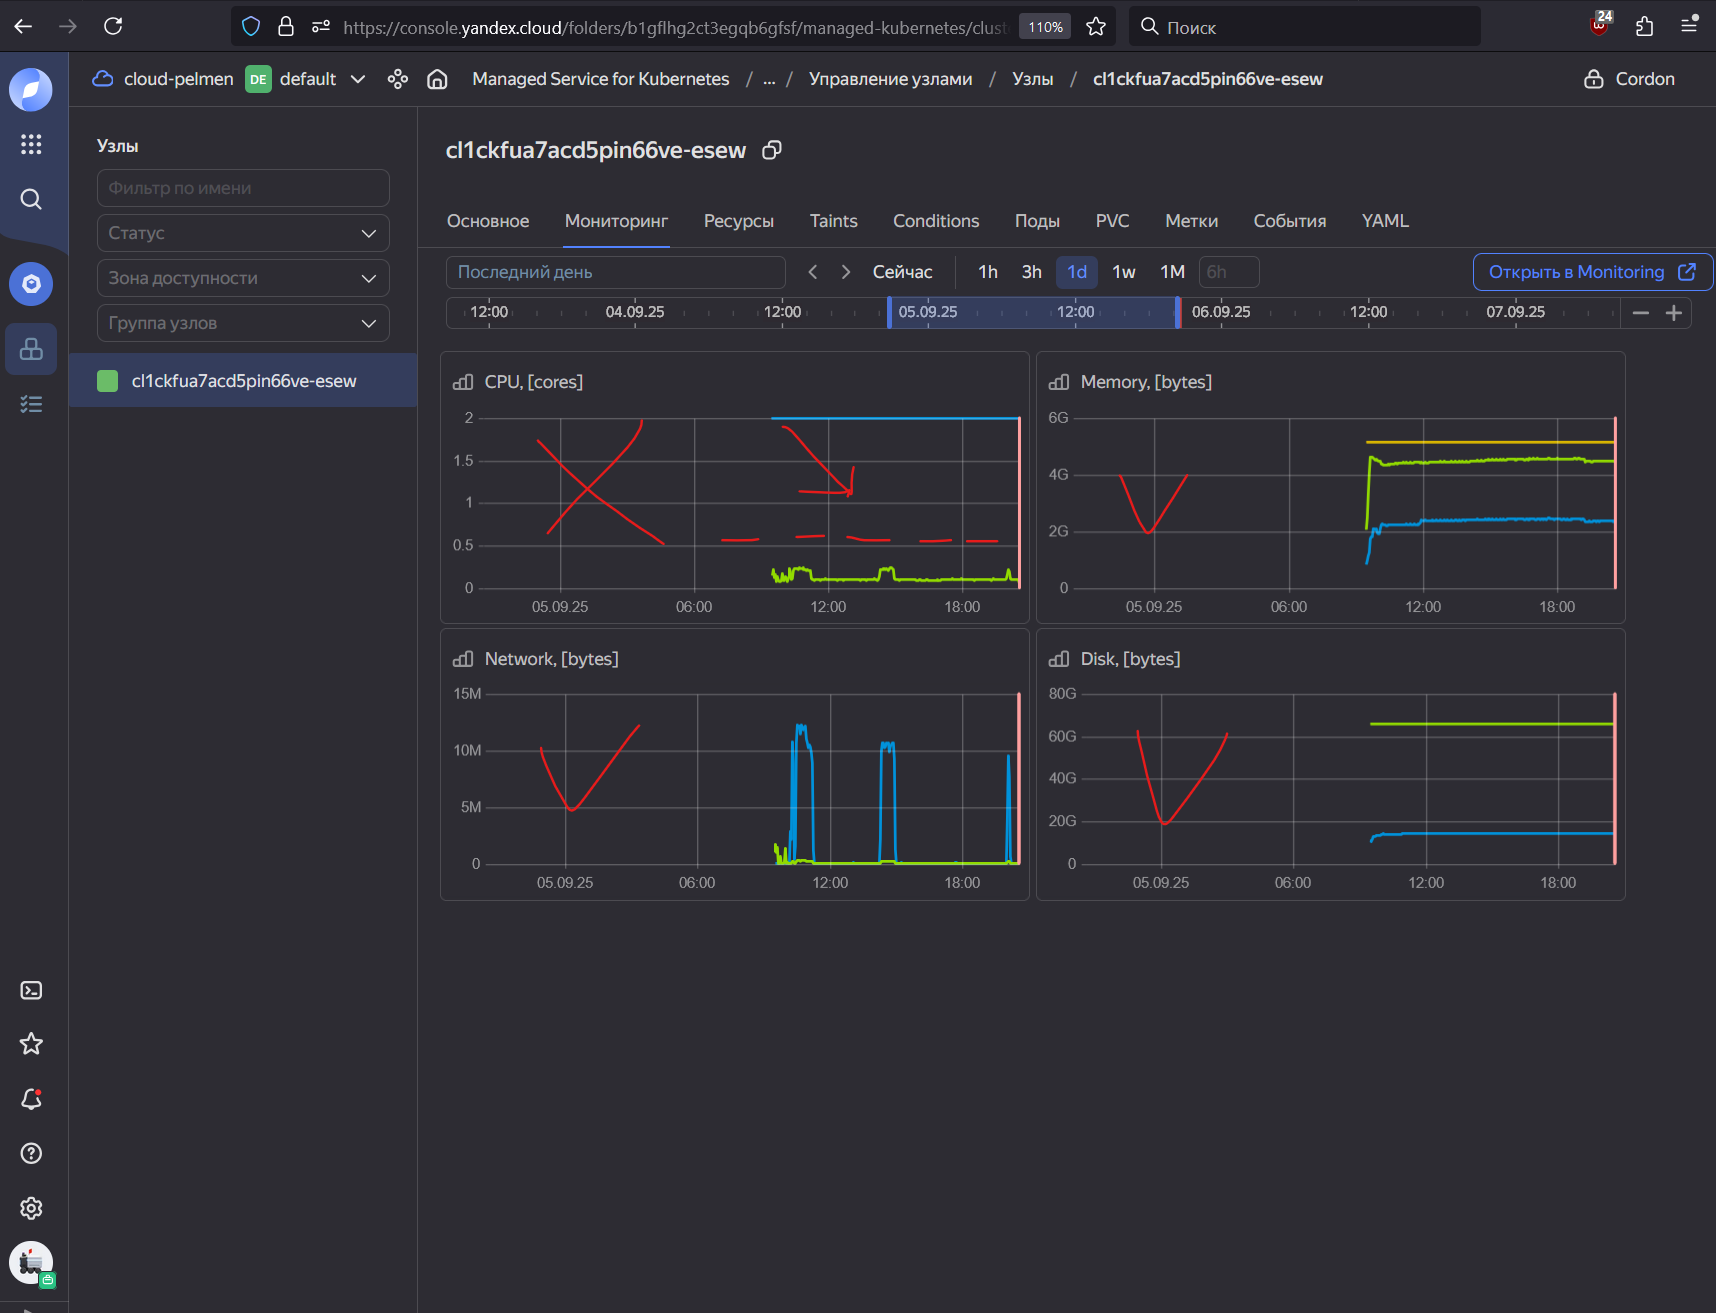 https://console.yandex.cloud/folders/b1gflhg2ct3egqb6gfsf/managed-kubernetes/clust
110%
Поиск
24
cloud-pelmen
DE
default
Managed Service for Kubernetes / ... / Управление узлами / Узлы / cl1ckfua7acd5pin66ve-esew
Cordon
Узлы
Фильтр по имени
Статус
Зона доступности
Группа узлов
cl1ckfua7acd5pin66ve-esew
cl1ckfua7acd5pin66ve-esew
Основное Мониторинг Ресурсы Taints Conditions Поды PVC Метки События YAML
Последний день
Сейчас 1h 3h 1d 1w 1M 6h
Открыть в Monitoring
12:00 04.09.25 12:00 05.09.25 12:00 06.09.25 12:00 07.09.25
CPU, [cores]
2
1.5
1
0.5
0
05.09.25 06:00 12:00 18:00
Memory, [bytes]
6G
4G
2G
0
05.09.25 06:00 12:00 18:00
Network, [bytes]
15M
10M
5M
0
05.09.25 06:00 12:00 18:00
Disk, [bytes]
80G
60G
40G
20G
0
05.09.25 06:00 12:00 18:00